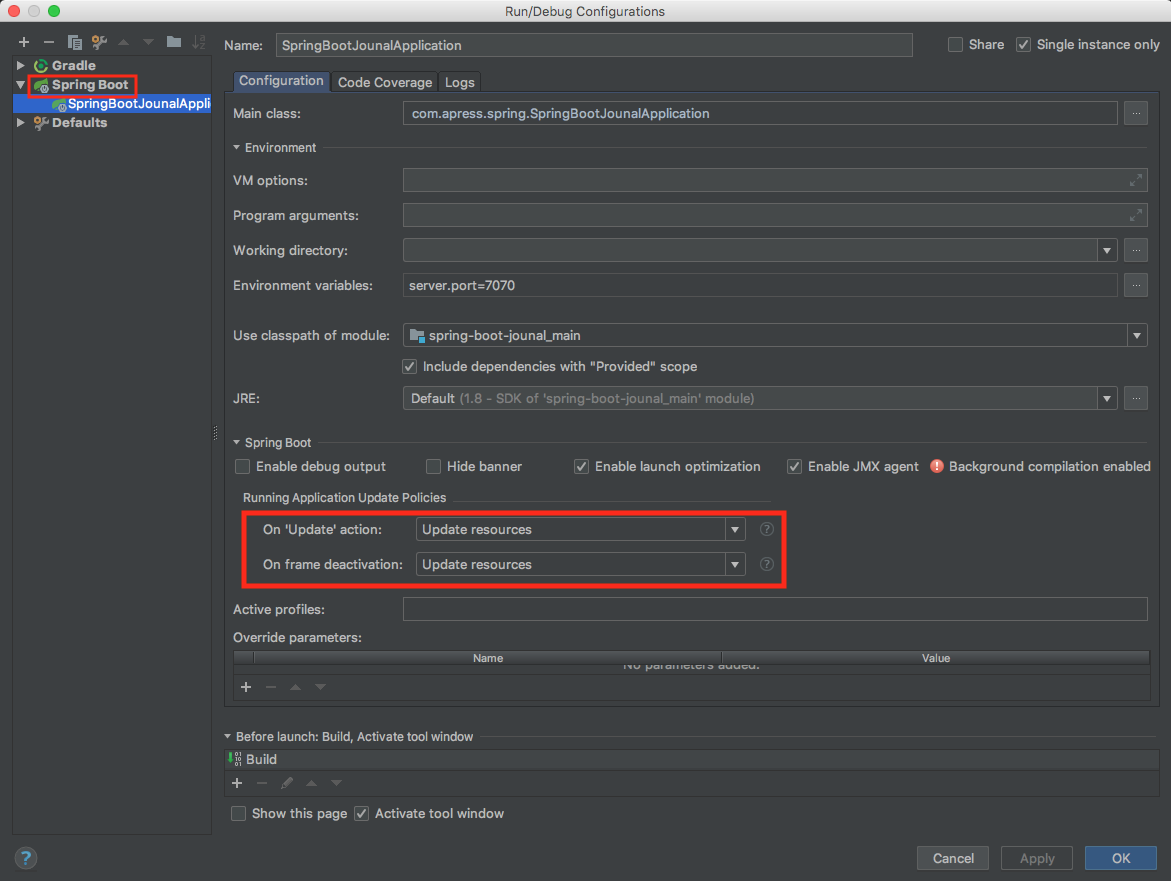 Run/Debug Configurations
Name: SpringBootJounalApplication Share Single instance only
Gradle
Spring Boot
SpringBootJounalAppli
Defaults
Configuration Code Coverage Logs
Main class: com.apress.spring.SpringBootJounalApplication ...
Environment
VM options:
Program arguments:
Working directory: ...
Environment variables: server.port=7070 ...
Use classpath of module: spring-boot-jounal_main
Include dependencies with "Provided" scope
JRE: Default (1.8 - SDK of 'spring-boot-jounal_main' module) ...
Spring Boot
Enable debug output Hide banner Enable launch optimization Enable JMX agent Background compilation enabled
Running Application Update Policies
On 'Update' action: Update resources ?
On frame deactivation: Update resources ?
Active profiles:
Override parameters:
Name Value
No parameters added.
Before launch: Build, Activate tool window
Build
Show this page Activate tool window
? Cancel Apply OK